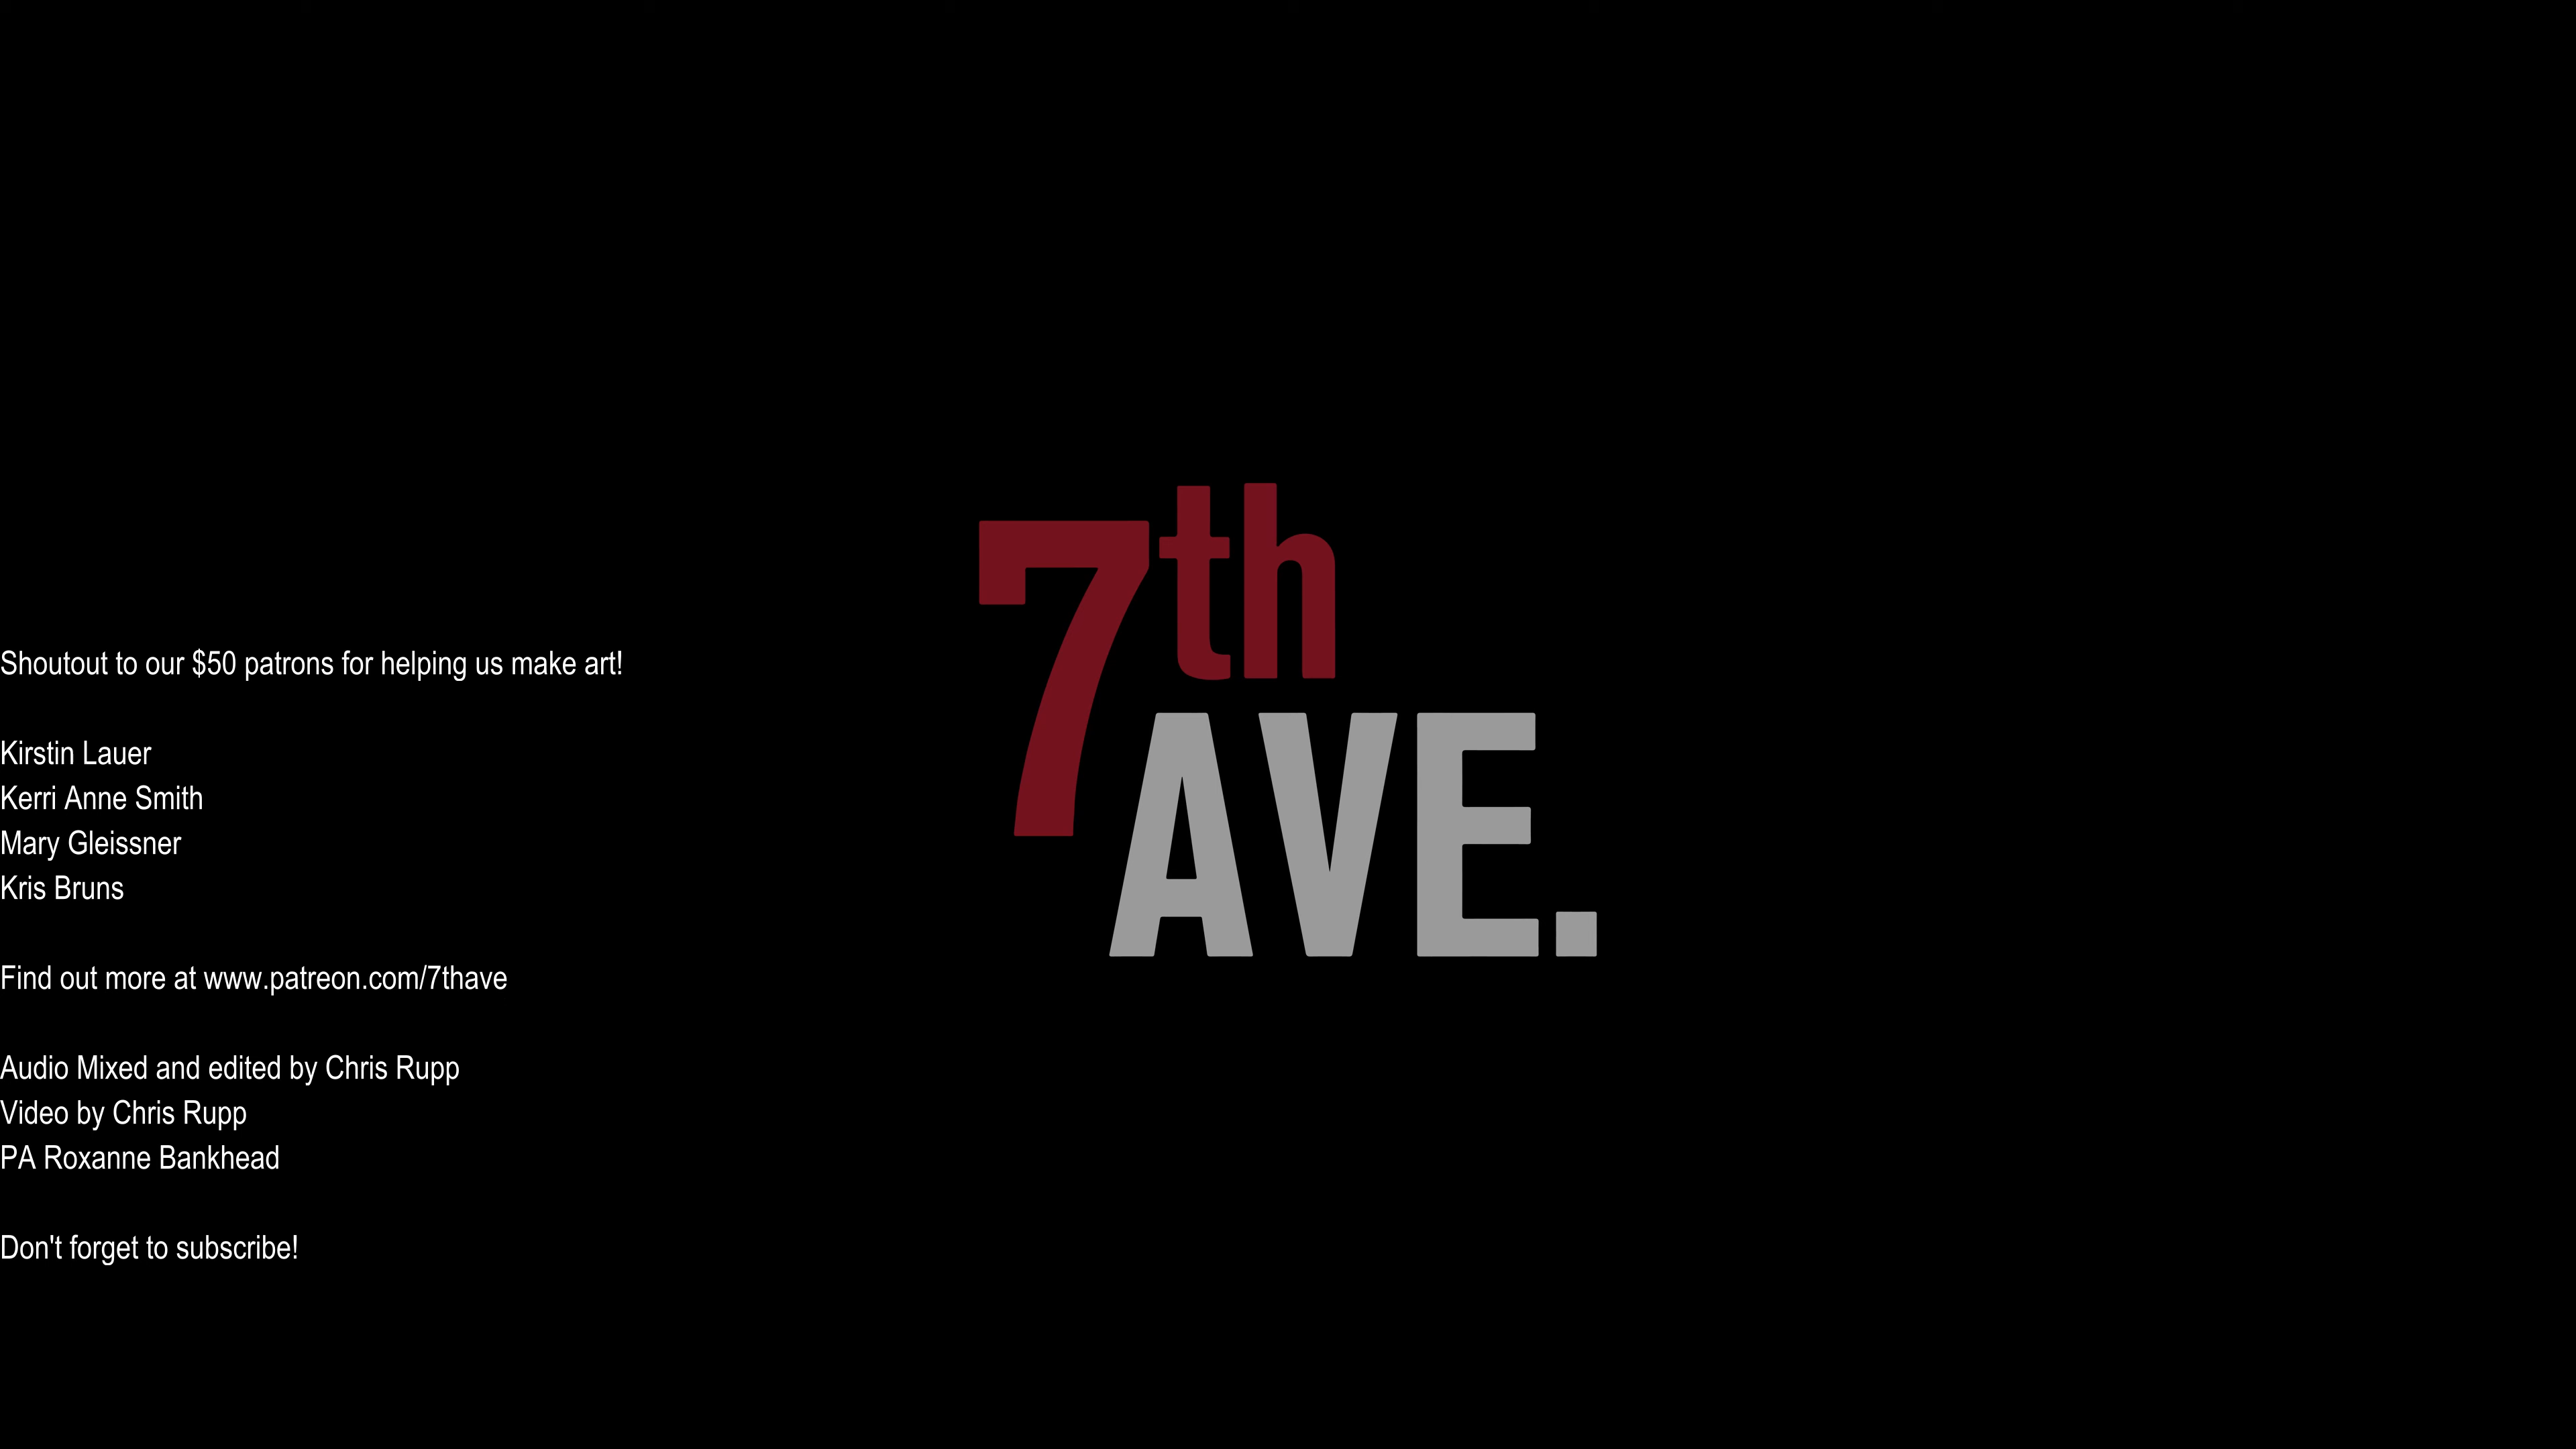 Shoutout to our $50 patrons for helping us make art!
Kirstin Lauer
Kerri Anne Smith
Mary Gleissner
Kris Bruns
Find out more at www.patreon.com/7thave
Audio Mixed and edited by Chris Rupp
Video by Chris Rupp
PA Roxanne Bankhead
Don't forget to subscribe!
7th
AVE.